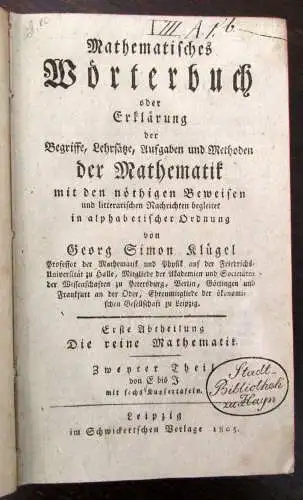 VIII A 1.b
Mathematisches
Wörterbuch
oder
Erklärung
der
Begriffe, Lehrsätze, Aufgaben und Methoden
der Mathematik
mit den nöthigen Beweisen
und litterarischen Nachrichten begleitet
in alphabetischer Ordnung
von
Georg Simon Klügel
Professor der Mathematik und Physik auf der Friedrichs-
Universität zu Halle, Mitgliede der Akademien und Societäten
der Wissenschaften zu Petersburg, Berlin, Göttingen und
Frankfurt an der Oder, Ehrenmitgliede der ökonomi-
schen Gesellschaft zu Leipzig.
Erste Abtheilung
Die reine Mathematik
Zweyter Theil
von E bis J
mit sechs Kupfertafeln.
Stadt-
Bibliothek
zu Hayn
Leipzig
im Schwickertschen Verlage 1805.